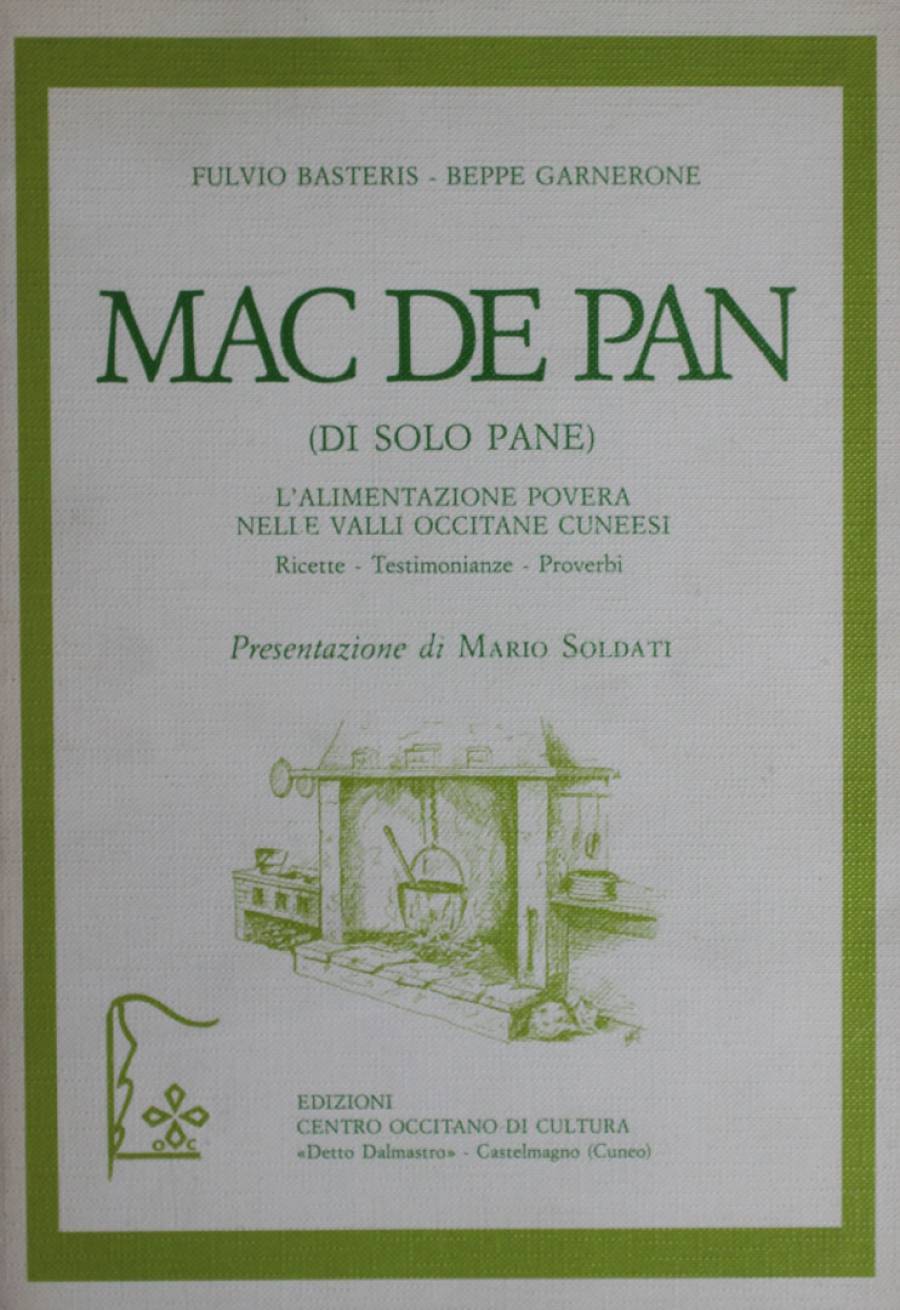 FULVIO BASTERIS - BEPPE GARNERONE
MAC DE PAN
(DI SOLO PANE)
L'ALIMENTAZIONE POVERA
NELLE VALLI OCCITANE CUNEESI
Ricette - Testimonianze - Proverbi
Presentazione di MARIO SOLDATI
O C
EDIZIONI
CENTRO OCCITANO DI CULTURA
«Detto Dalmastro» - Castelmagno (Cuneo)